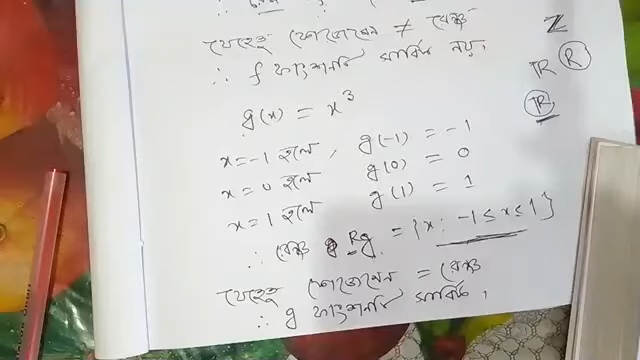 যেহেতু কোডোমেন ≠ রেঞ্জ
∴ f ফাংশনটি সার্বিক নয়।
Z
R R
R
g(x) = x³
x = -1 হলে, g(-1) = -1
x = 0 হলে g(0) = 0
x = 1 হলে g(1) = 1
∴ রেঞ্জ Rg = {x : -1 ≤ x ≤ 1}
যেহেতু কোডোমেন = রেঞ্জ
∴ g ফাংশনটি সার্বিক।